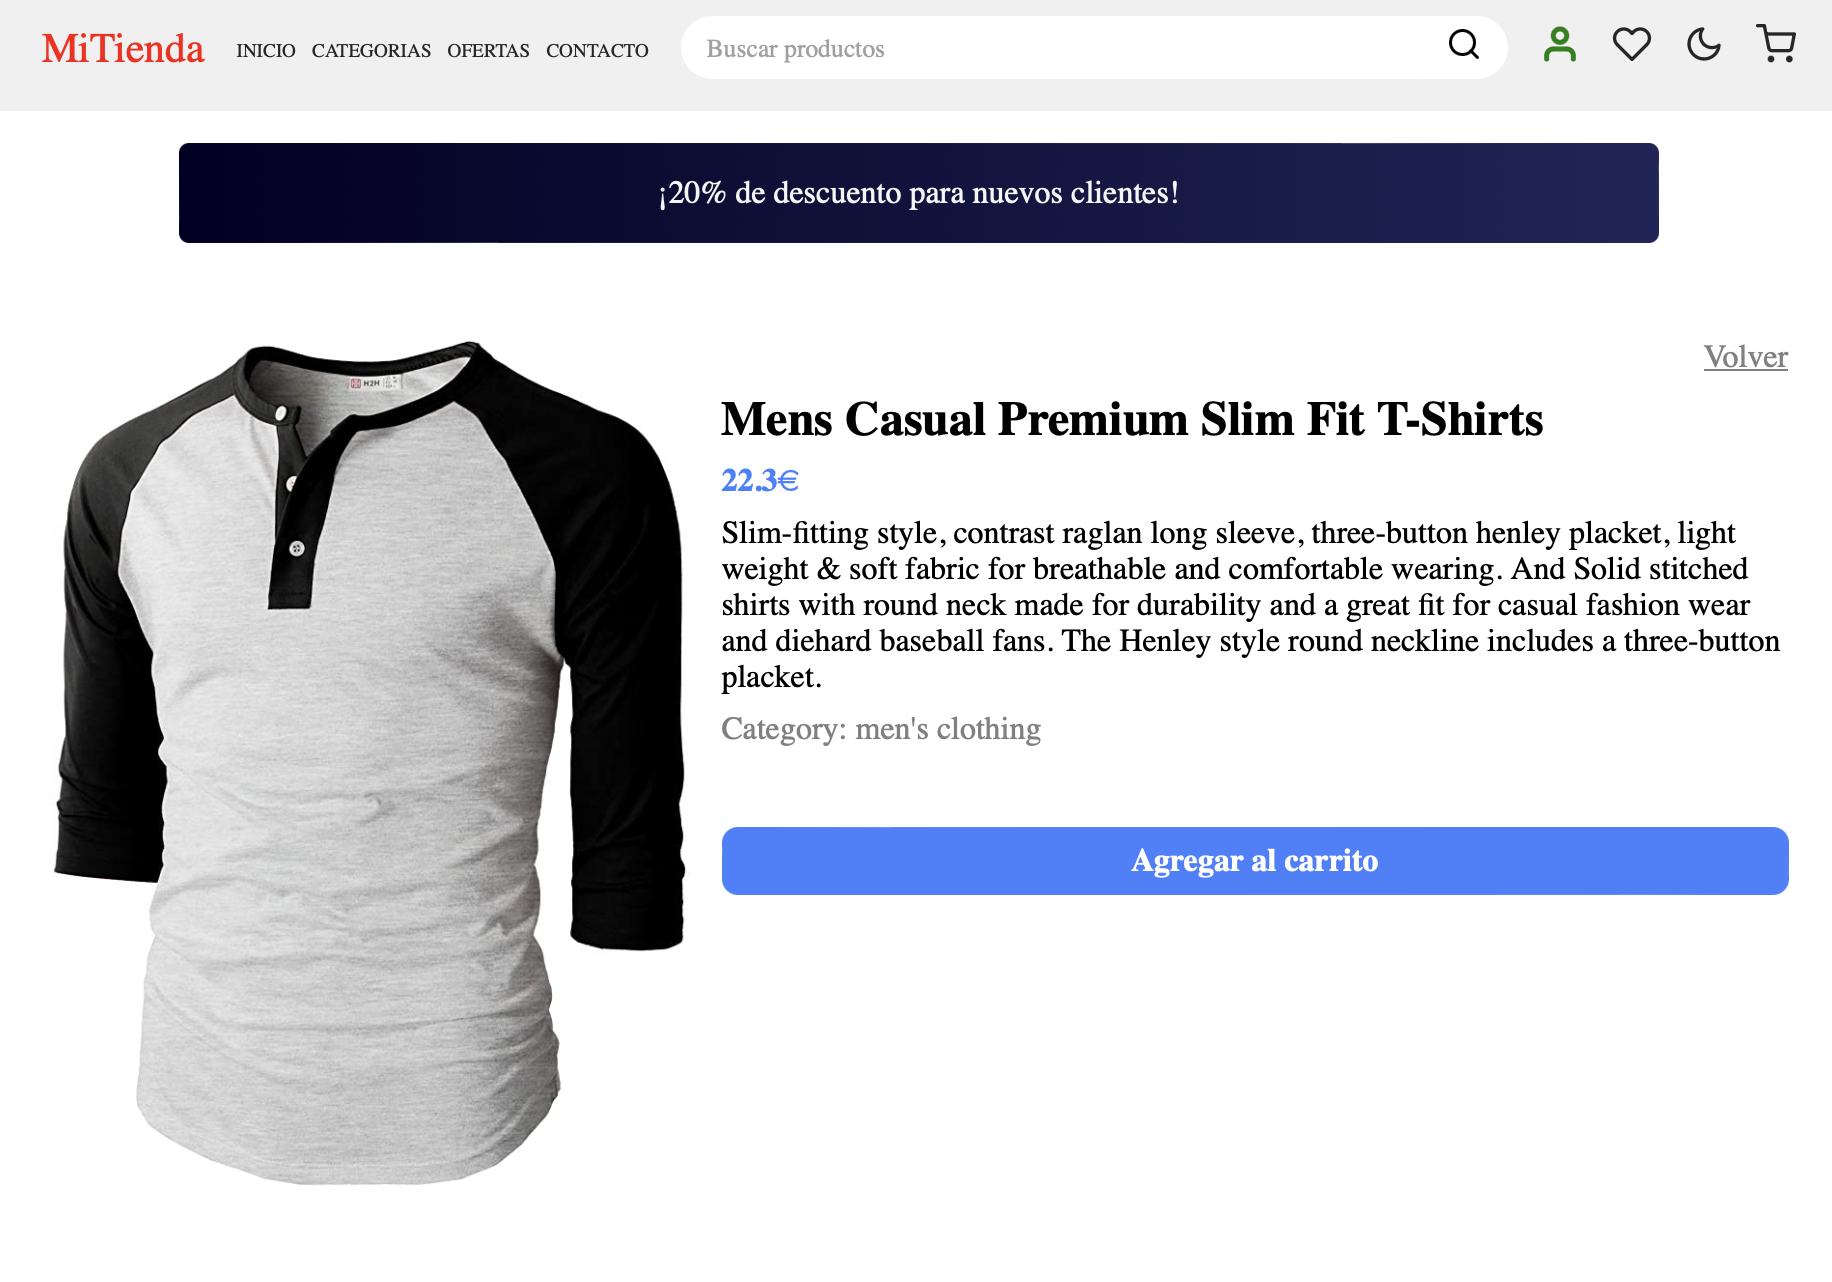 MiTienda INICIO CATEGORIAS OFERTAS CONTACTO Buscar productos
¡20% de descuento para nuevos clientes!
H2H
Volver
Mens Casual Premium Slim Fit T-Shirts
22.3€
Slim-fitting style, contrast raglan long sleeve, three-button henley placket, light
weight & soft fabric for breathable and comfortable wearing. And Solid stitched
shirts with round neck made for durability and a great fit for casual fashion wear
and diehard baseball fans. The Henley style round neckline includes a three-button
placket.
Category: men's clothing
Agregar al carrito